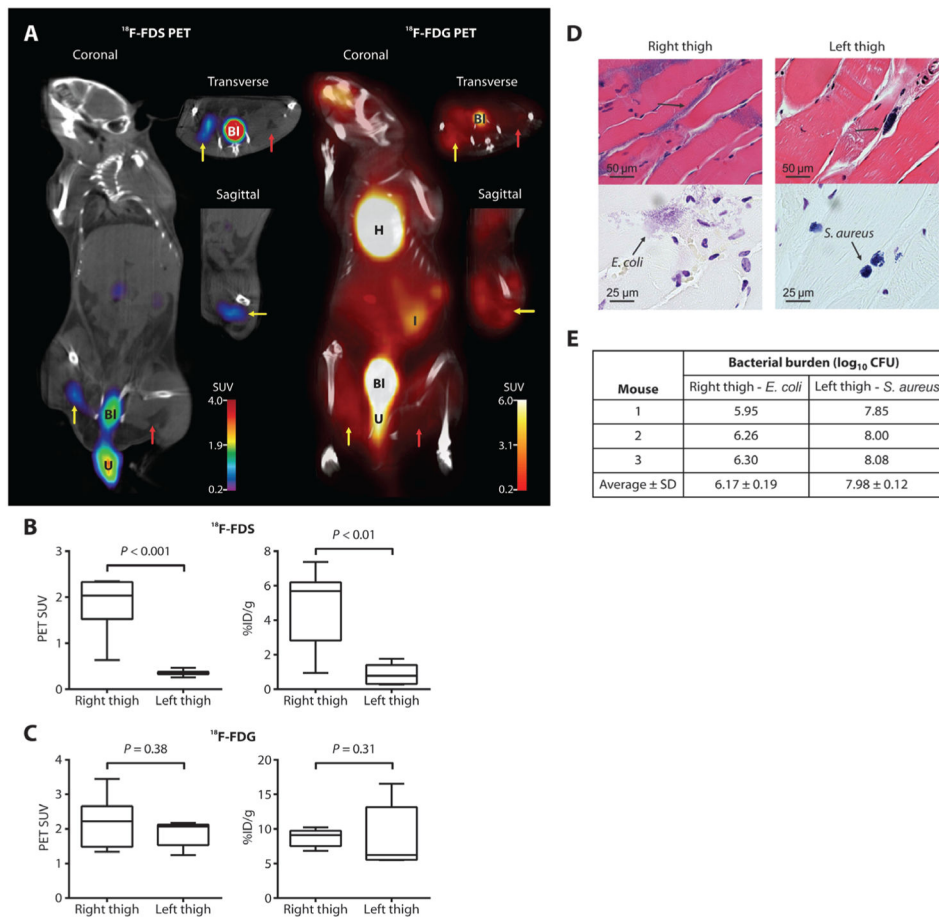 A
¹⁸F-FDS PET
¹⁸F-FDG PET
Coronal
Transverse
Coronal
Transverse
Bl
Bl
Sagittal
Sagittal
H
I
Bl
Bl
U
U
SUV
4.0
1.9
0.2
SUV
6.0
3.1
0.2
D
Right thigh
Left thigh
50 µm
50 µm
E. coli
25 µm
S. aureus
25 µm
E
Mouse
Bacterial burden (log₁₀ CFU)
Right thigh - E. coli
Left thigh - S. aureus
1 5.95 7.85
2 6.26 8.00
3 6.30 8.08
Average ± SD 6.17 ± 0.19 7.98 ± 0.12
B
¹⁸F-FDS
P < 0.001
PET SUV
3
2
1
0
Right thigh Left thigh
P < 0.01
%ID/g
8
6
4
2
0
Right thigh Left thigh
C
¹⁸F-FDG
P = 0.38
PET SUV
4
3
2
1
0
Right thigh Left thigh
P = 0.31
%ID/g
20
15
10
5
0
Right thigh Left thigh